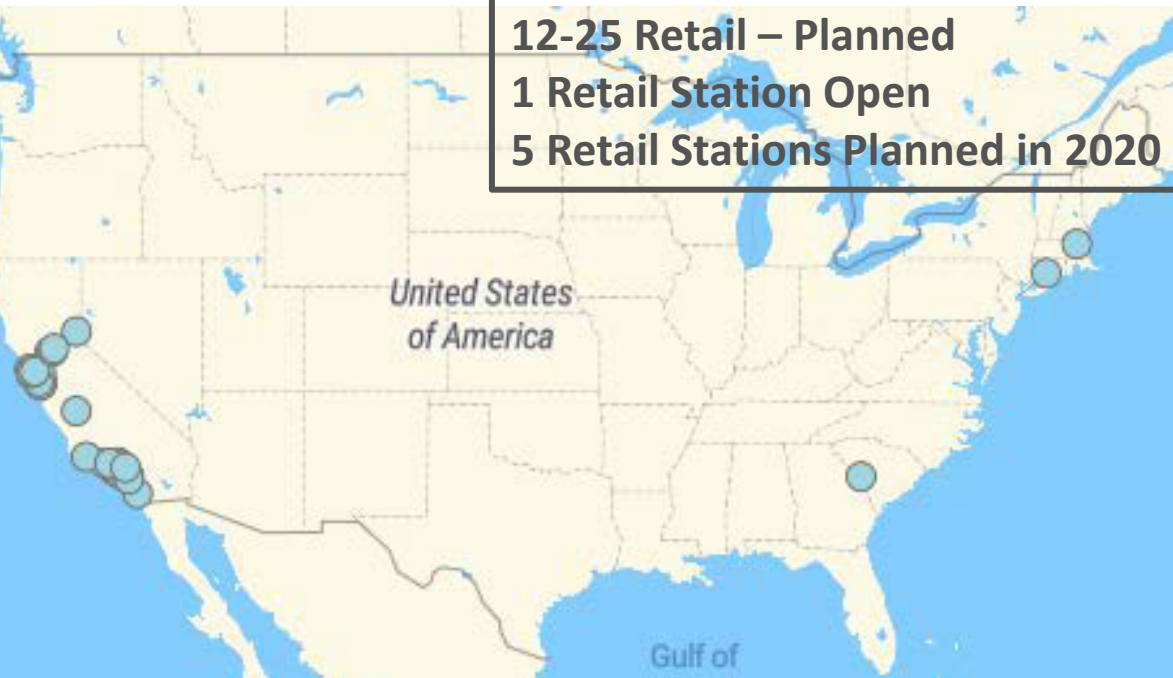 12-25 Retail – Planned
1 Retail Station Open
5 Retail Stations Planned in 2020
United States
of America
Gulf of